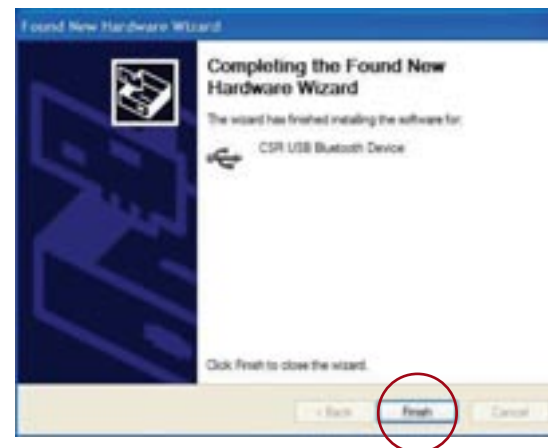 Found New Hardware Wizard
Completing the Found New
Hardware Wizard
The wizard has finished installing the software for:
CSR USB Bluetooth Device
Click Finish to close the wizard.
< Back
Finish
Cancel